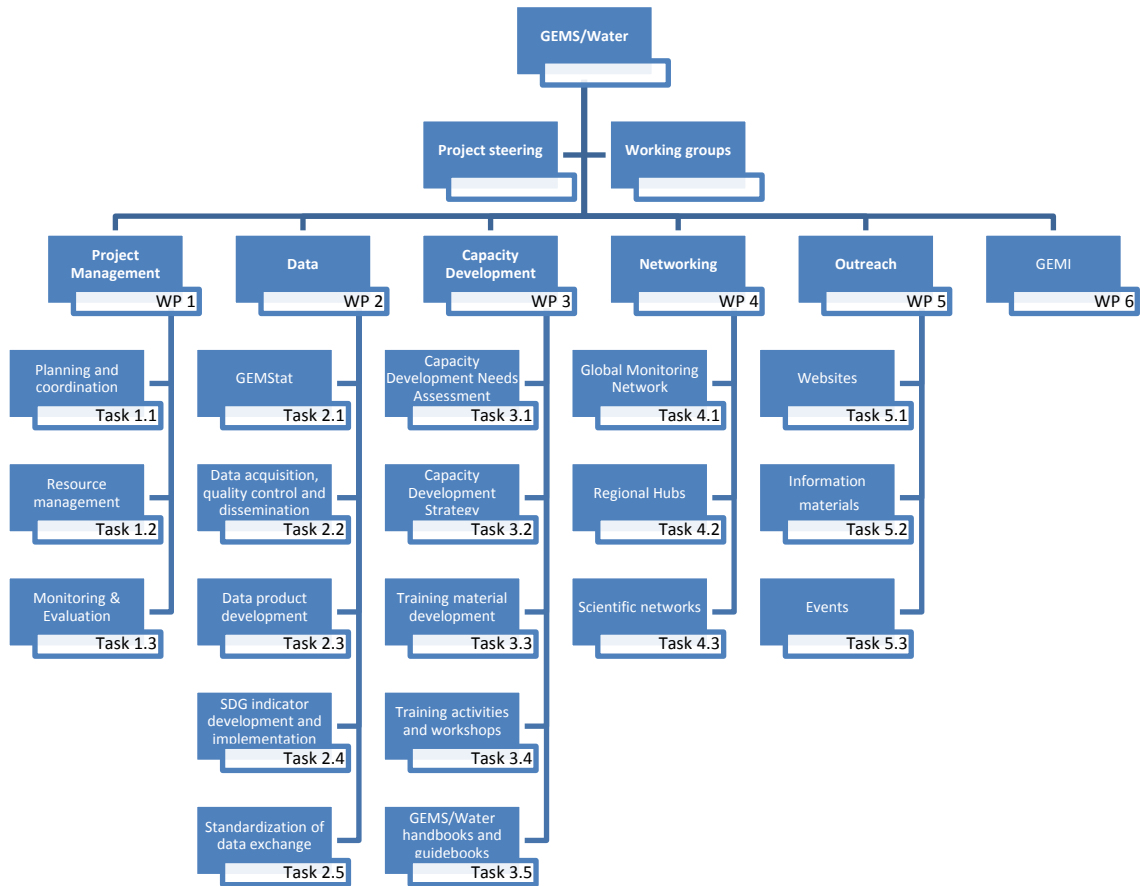 GEMS/Water
Project steering
Working groups
Project
Management
WP 1
Data
WP 2
Capacity
Development
WP 3
Networking
WP 4
Outreach
WP 5
GEMI
WP 6
Planning and
coordination
Task 1.1
GEMStat
Task 2.1
Capacity
Development Needs
Assessment
Task 3.1
Global Monitoring
Network
Task 4.1
Websites
Task 5.1
Resource
management
Task 1.2
Data acquisition,
quality control and
dissemination
Task 2.2
Capacity
Development
Strategy
Task 3.2
Regional Hubs
Task 4.2
Information
materials
Task 5.2
Monitoring &
Evaluation
Task 1.3
Data product
development
Task 2.3
Training material
development
Task 3.3
Scientific networks
Task 4.3
Events
Task 5.3
SDG indicator
development and
implementation
Task 2.4
Training activities
and workshops
Task 3.4
Standardization of
data exchange
Task 2.5
GEMS/Water
handbooks and
guidebooks
Task 3.5